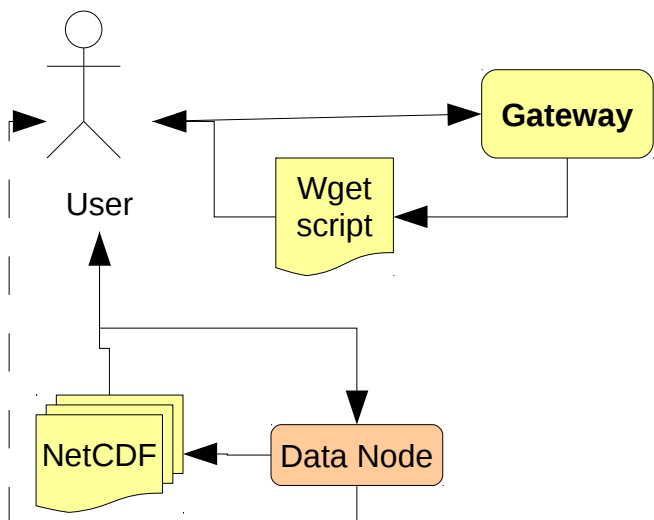 Gateway
Wget
script
User
NetCDF
Data Node